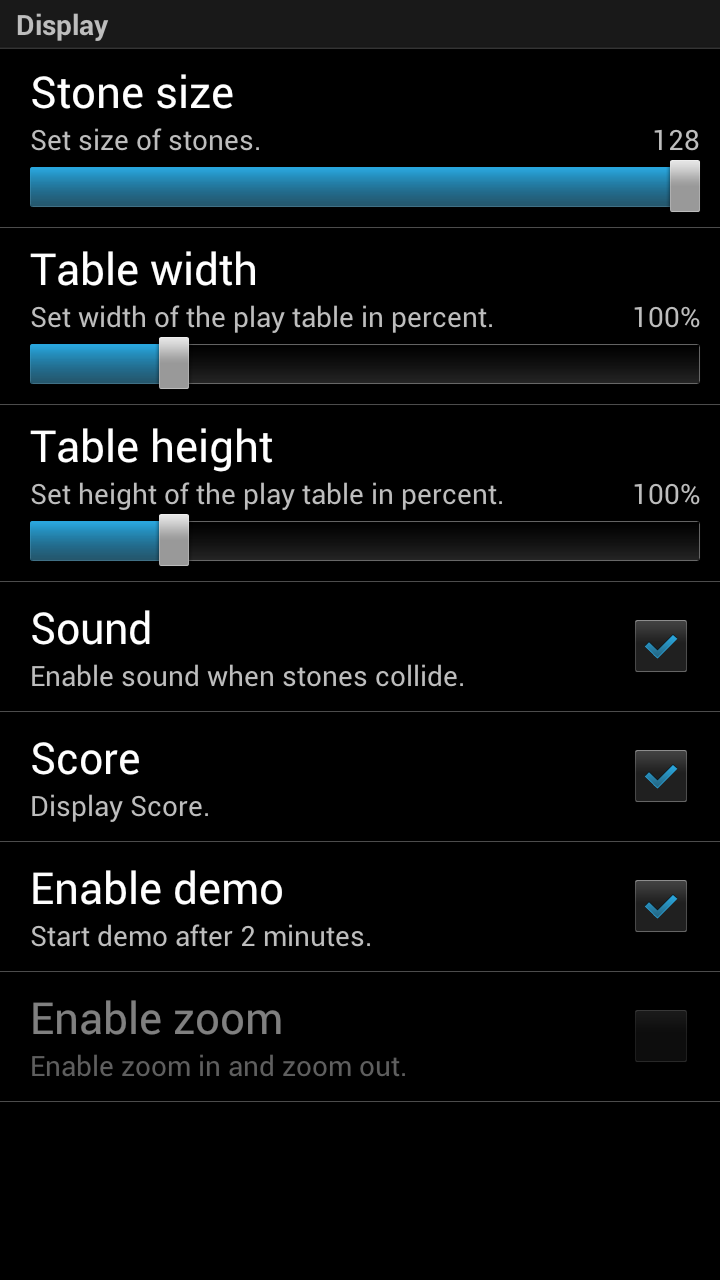 Display
Stone size
Set size of stones. 128
Table width
Set width of the play table in percent. 100%
Table height
Set height of the play table in percent. 100%
Sound
Enable sound when stones collide.
Score
Display Score.
Enable demo
Start demo after 2 minutes.
Enable zoom
Enable zoom in and zoom out.